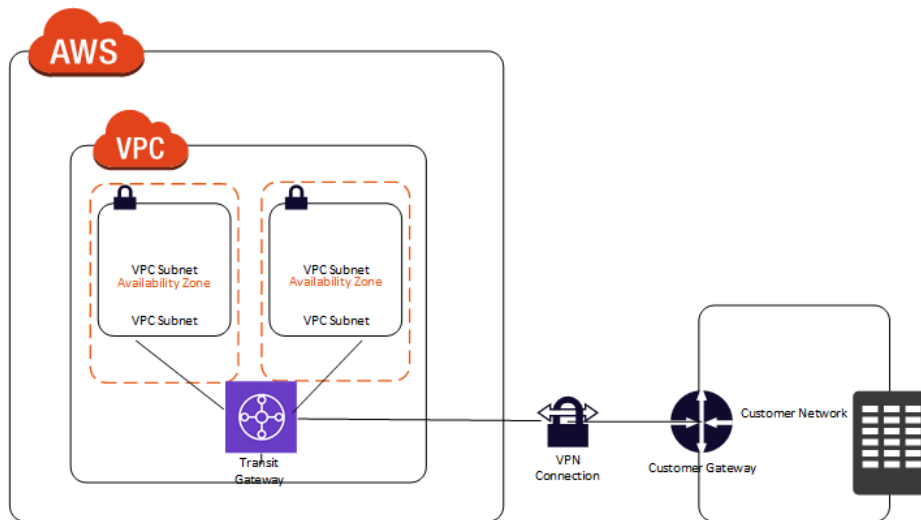 AWS
VPC
VPC Subnet
Availability Zone
VPC Subnet
VPC Subnet
Availability Zone
VPC Subnet
Transit
Gateway
VPN
Connection
Customer Gateway
Customer Network